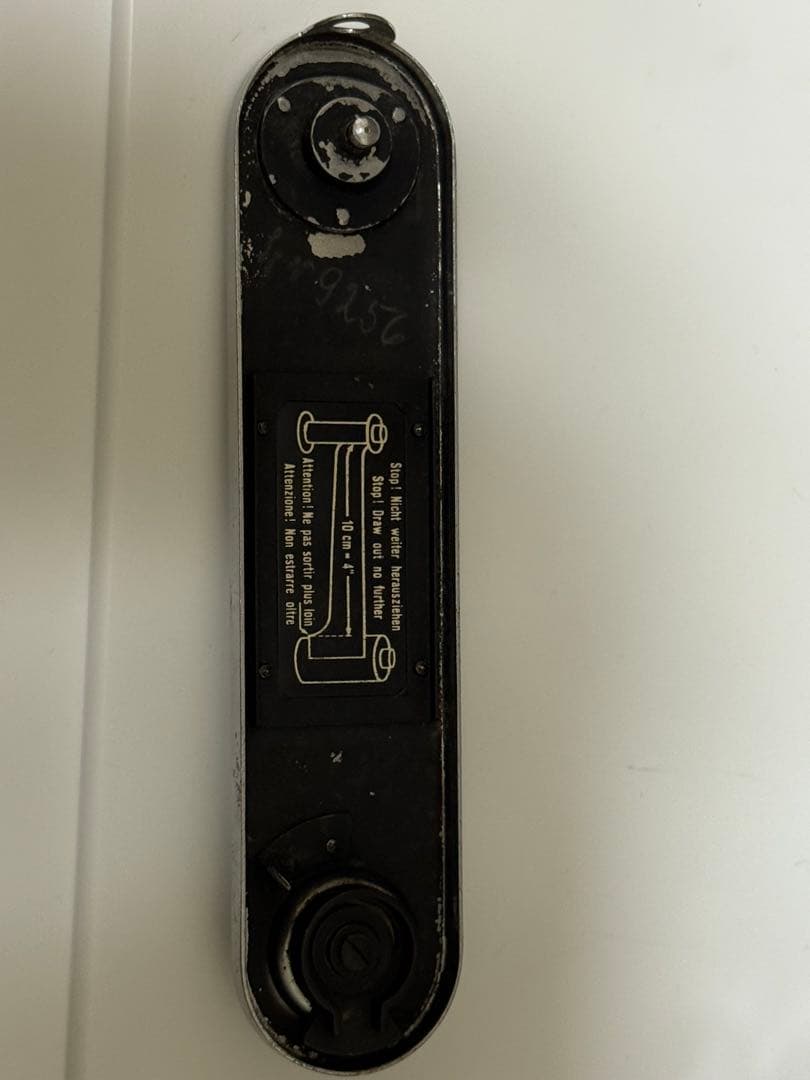 9256
Stop! Nicht weiter herausziehen
Stop! Draw out no further
10 cm = 4"
Attention! Ne pas sortir plus loin
Attenzione! Non estrarre oltre